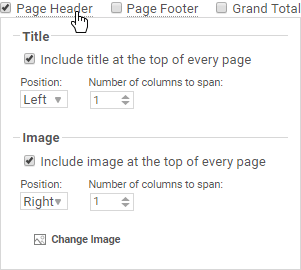 Page Header Page Footer Grand Total
Title
Include title at the top of every page
Position: Number of columns to span:
Left 1
Image
Include image at the top of every page
Position: Number of columns to span:
Right 1
Change Image